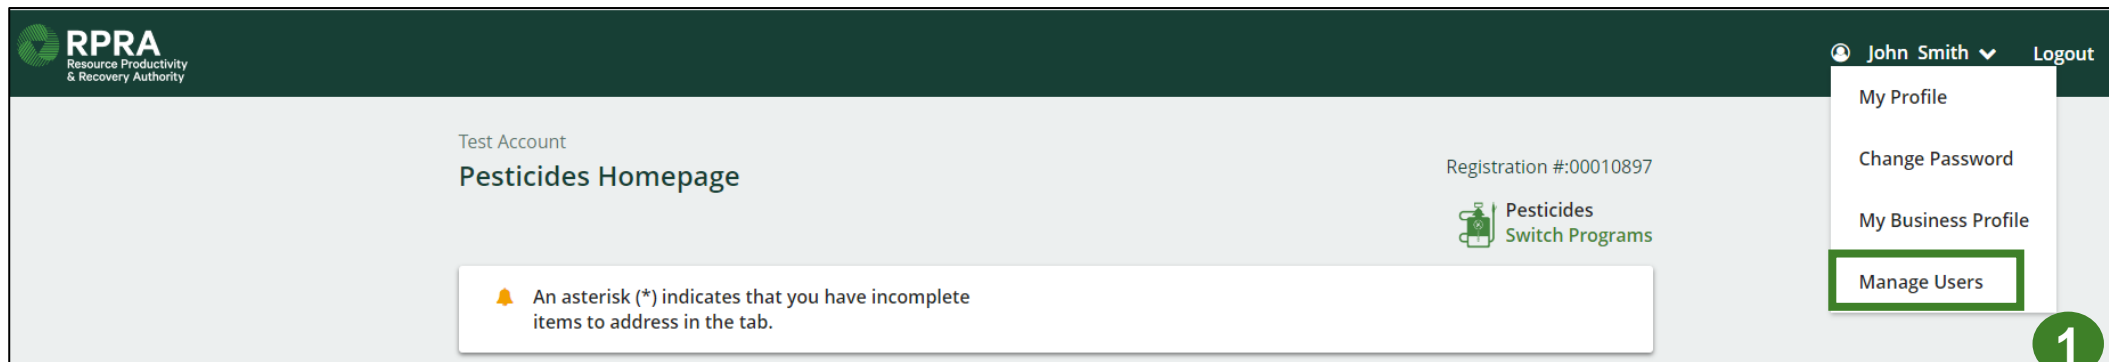 RPRA
Resource Productivity
& Recovery Authority
John Smith
Logout
My Profile
Change Password
My Business Profile
Manage Users
Test Account
Pesticides Homepage
Registration #:00010897
Pesticides
Switch Programs
An asterisk (*) indicates that you have incomplete
items to address in the tab.
1